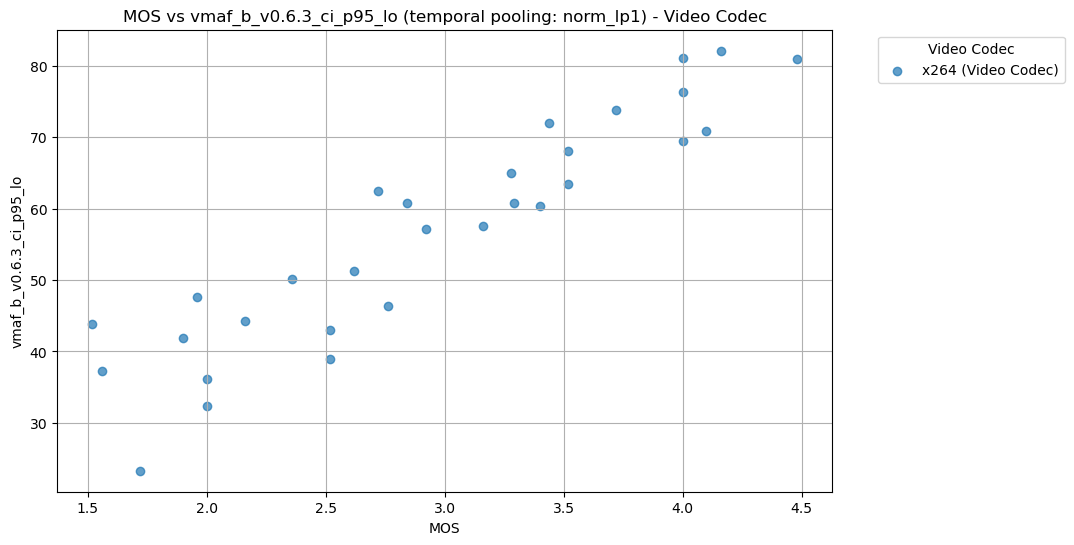 MOS vs vmaf_b_v0.6.3_ci_p95_lo (temporal pooling: norm_lp1) - Video Codec
Video Codec
x264 (Video Codec)
vmaf_b_v0.6.3_ci_p95_lo
80
70
60
50
40
30
1.5
2.0
2.5
3.0
3.5
4.0
4.5
MOS